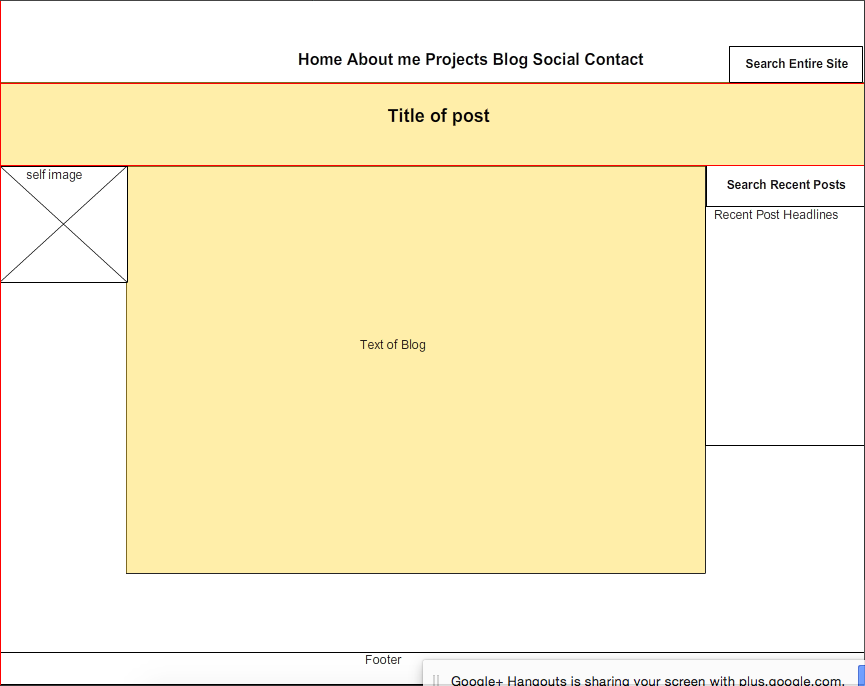 Home About me Projects Blog Social Contact
Search Entire Site
Title of post
self image
Search Recent Posts
Recent Post Headlines
Text of Blog
Footer
Google+ Hangouts is sharing your screen with plus.google.com.